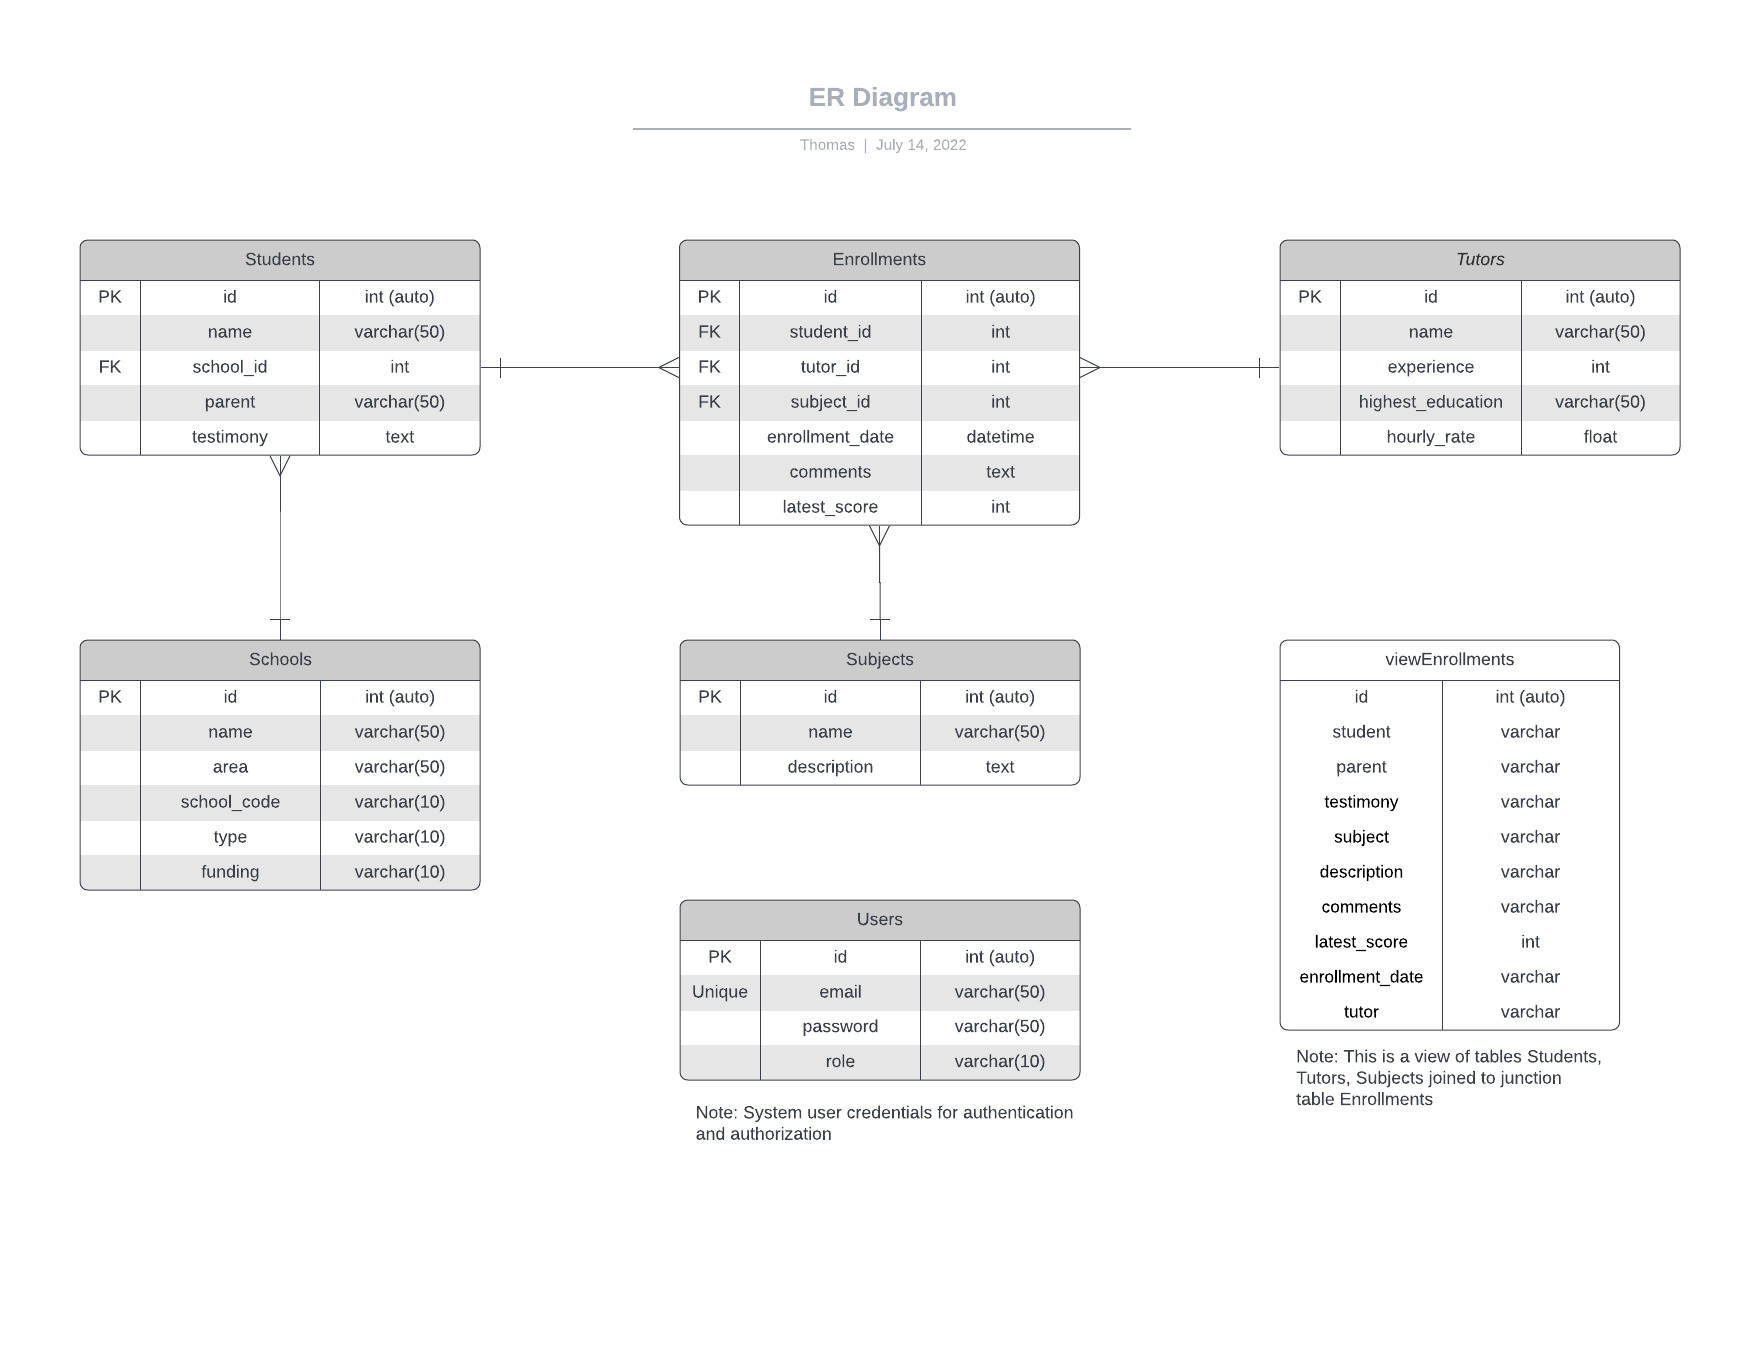 ER Diagram
Thomas | July 14, 2022
Students
PK id int (auto)
name varchar(50)
FK school_id int
parent varchar(50)
testimony text
Enrollments
PK id int (auto)
FK student_id int
FK tutor_id int
FK subject_id int
enrollment_date datetime
comments text
latest_score int
Tutors
PK id int (auto)
name varchar(50)
experience int
highest_education varchar(50)
hourly_rate float
Schools
PK id int (auto)
name varchar(50)
area varchar(50)
school_code varchar(10)
type varchar(10)
funding varchar(10)
Subjects
PK id int (auto)
name varchar(50)
description text
Users
PK id int (auto)
Unique email varchar(50)
password varchar(50)
role varchar(10)
Note: System user credentials for authentication
and authorization
viewEnrollments
id int (auto)
student varchar
parent varchar
testimony varchar
subject varchar
description varchar
comments varchar
latest_score int
enrollment_date varchar
tutor varchar
Note: This is a view of tables Students,
Tutors, Subjects joined to junction
table Enrollments